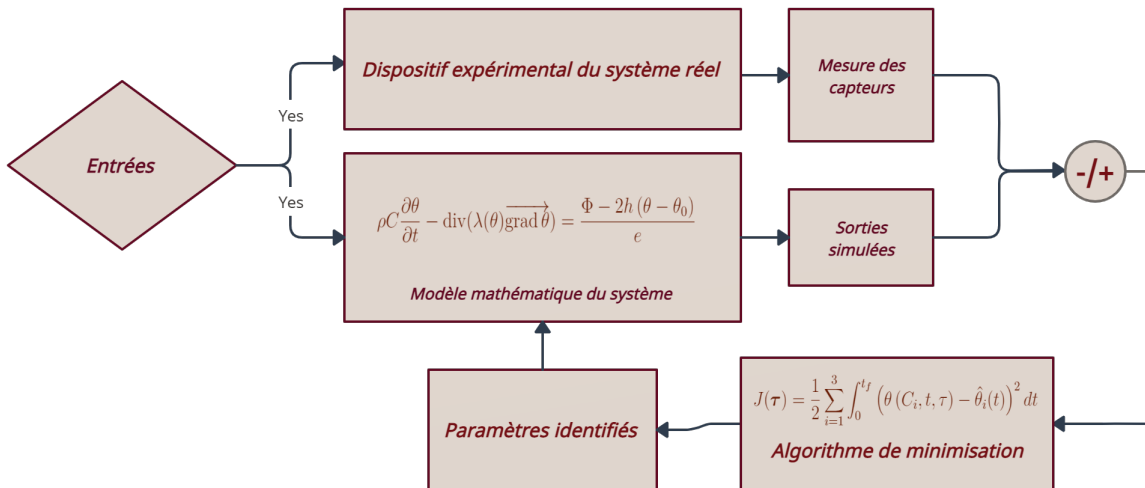 Dispositif expérimental du système réel
Mesure des
capteurs
Yes
Entrées
-/+
Yes
ρC ∂θ/∂t − div(λ(θ)\overrightarrow{grad θ}) = (Φ − 2h (θ − θ₀))/e
Modèle mathématique du système
Sorties
simulées
J(τ) = 1/2 ∑_{i=1}^{3} ∫_0^{t_f} (θ (C_i, t, τ) − θ̂_i(t))² dt
Paramètres identifiés
Algorithme de minimisation